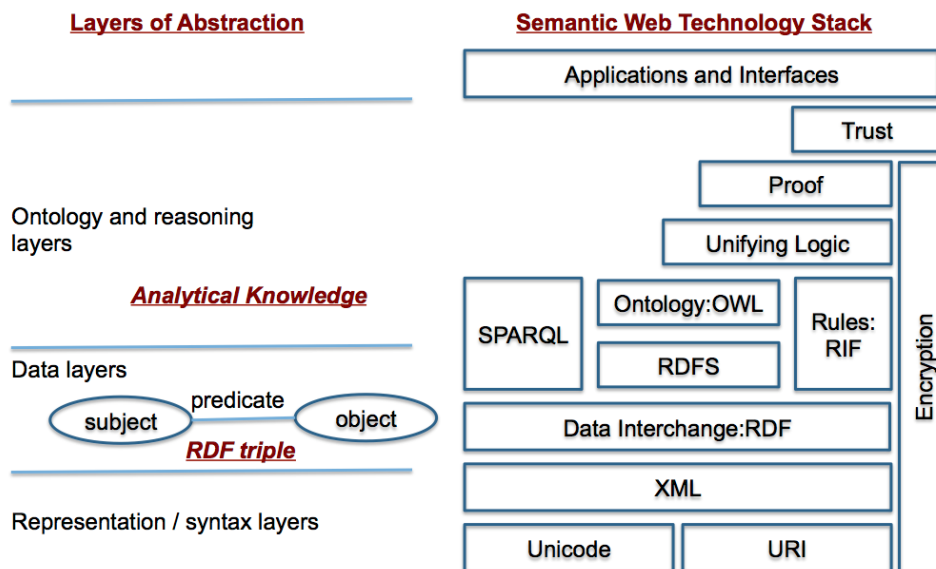 Layers of Abstraction
Ontology and reasoning
layers
Analytical Knowledge
Data layers
subject
predicate
object
RDF triple
Representation / syntax layers
Semantic Web Technology Stack
Applications and Interfaces
Trust
Proof
Unifying Logic
SPARQL
Ontology:OWL
RDFS
Rules:
RIF
Encryption
Data Interchange:RDF
XML
Unicode
URI